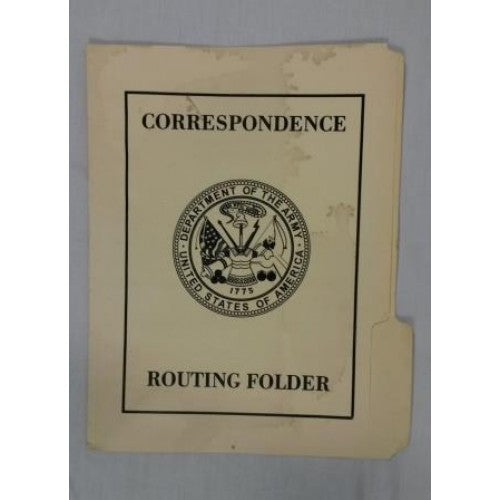 CORRESPONDENCE
DEPARTMENT OF THE ARMY
UNITED STATES OF AMERICA
1775
ROUTING FOLDER